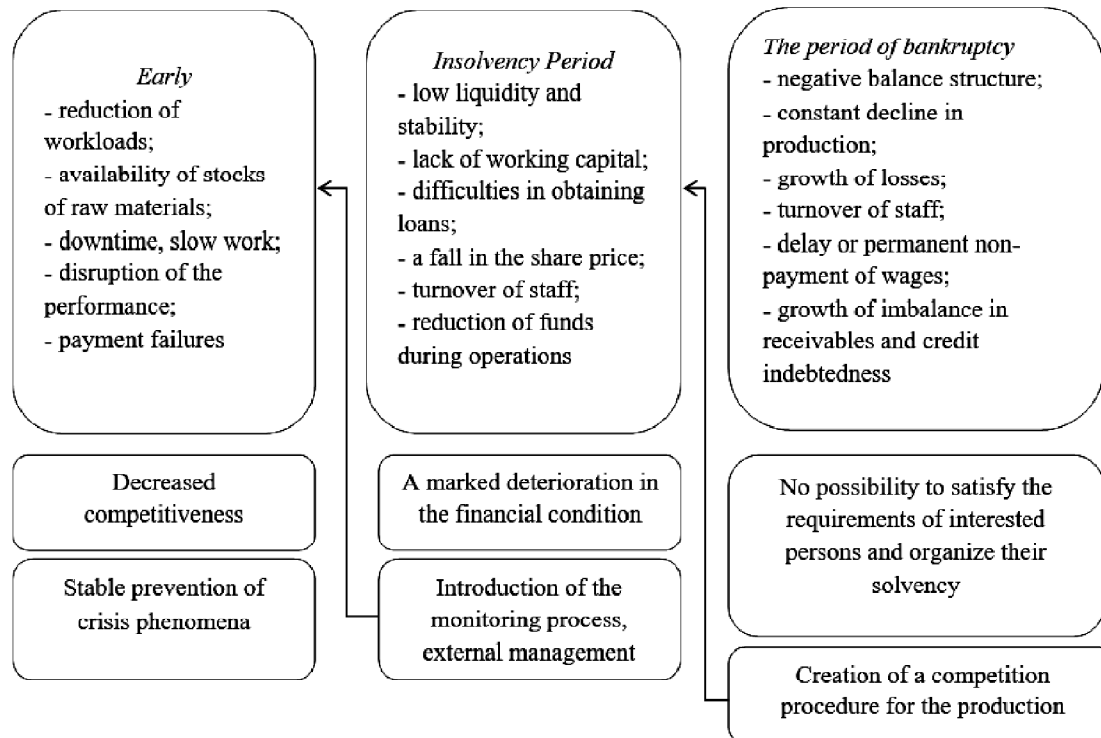 Early
- reduction of
workloads;
- availability of stocks
of raw materials;
- downtime, slow work;
- disruption of the
performance;
- payment failures
Insolvency Period
- low liquidity and
stability;
- lack of working capital;
- difficulties in obtaining
loans;
- a fall in the share price;
- turnover of staff;
- reduction of funds
during operations
The period of bankruptcy
- negative balance structure;
- constant decline in
production;
- growth of losses;
- turnover of staff;
- delay or permanent non-
payment of wages;
- growth of imbalance in
receivables and credit
indebtedness
Decreased
competitiveness
A marked deterioration in
the financial condition
No possibility to satisfy the
requirements of interested
persons and organize their
solvency
Stable prevention of
crisis phenomena
Introduction of the
monitoring process,
external management
Creation of a competition
procedure for the production